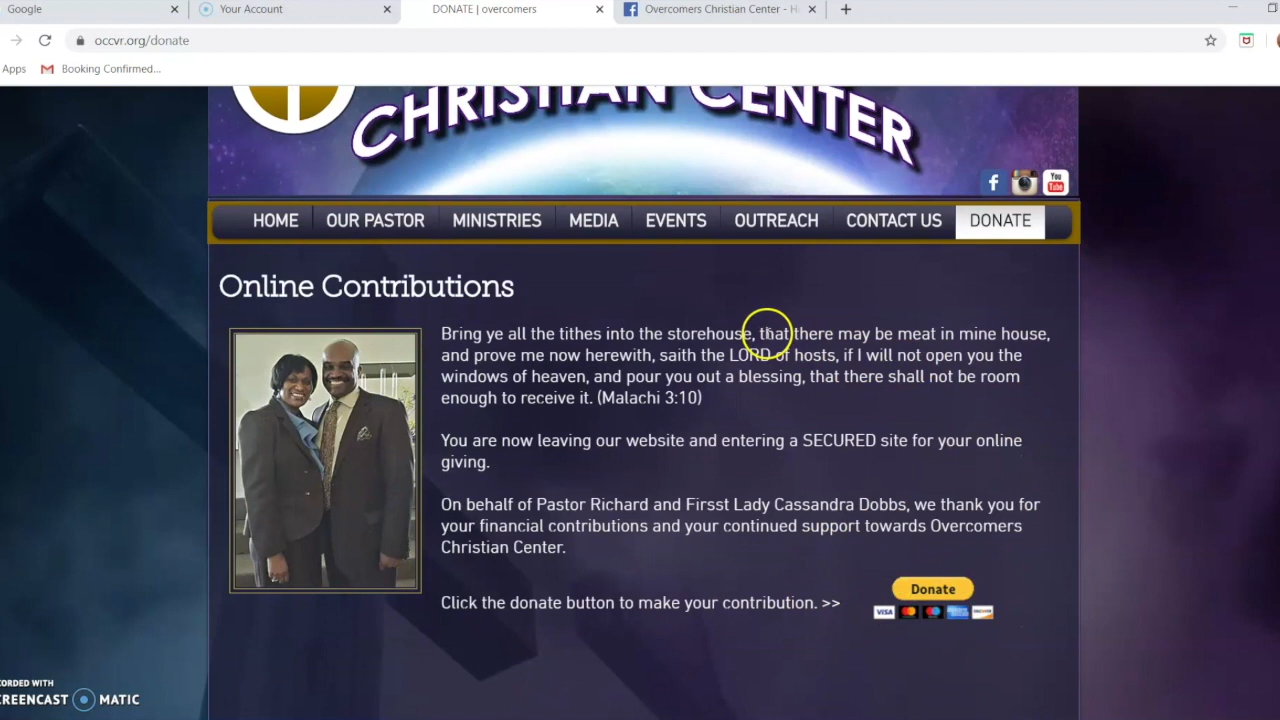 Google
Your Account
DONATE | overcomers
Overcomers Christian Center - H
occvr.org/donate
Apps
Booking Confirmed...
CHRISTIAN CENTER
You
Tube
HOME
OUR PASTOR
MINISTRIES
MEDIA
EVENTS
OUTREACH
CONTACT US
DONATE
Online Contributions
Bring ye all the tithes into the storehouse, that there may be meat in mine house,
and prove me now herewith, saith the LORD of hosts, if I will not open you the
windows of heaven, and pour you out a blessing, that there shall not be room
enough to receive it. (Malachi 3:10)
You are now leaving our website and entering a SECURED site for your online
giving.
On behalf of Pastor Richard and Firsst Lady Cassandra Dobbs, we thank you for
your financial contributions and your continued support towards Overcomers
Christian Center.
Click the donate button to make your contribution. >>
Donate
VISA
DISCOVER
CORDED WITH
CREENCAST MATIC